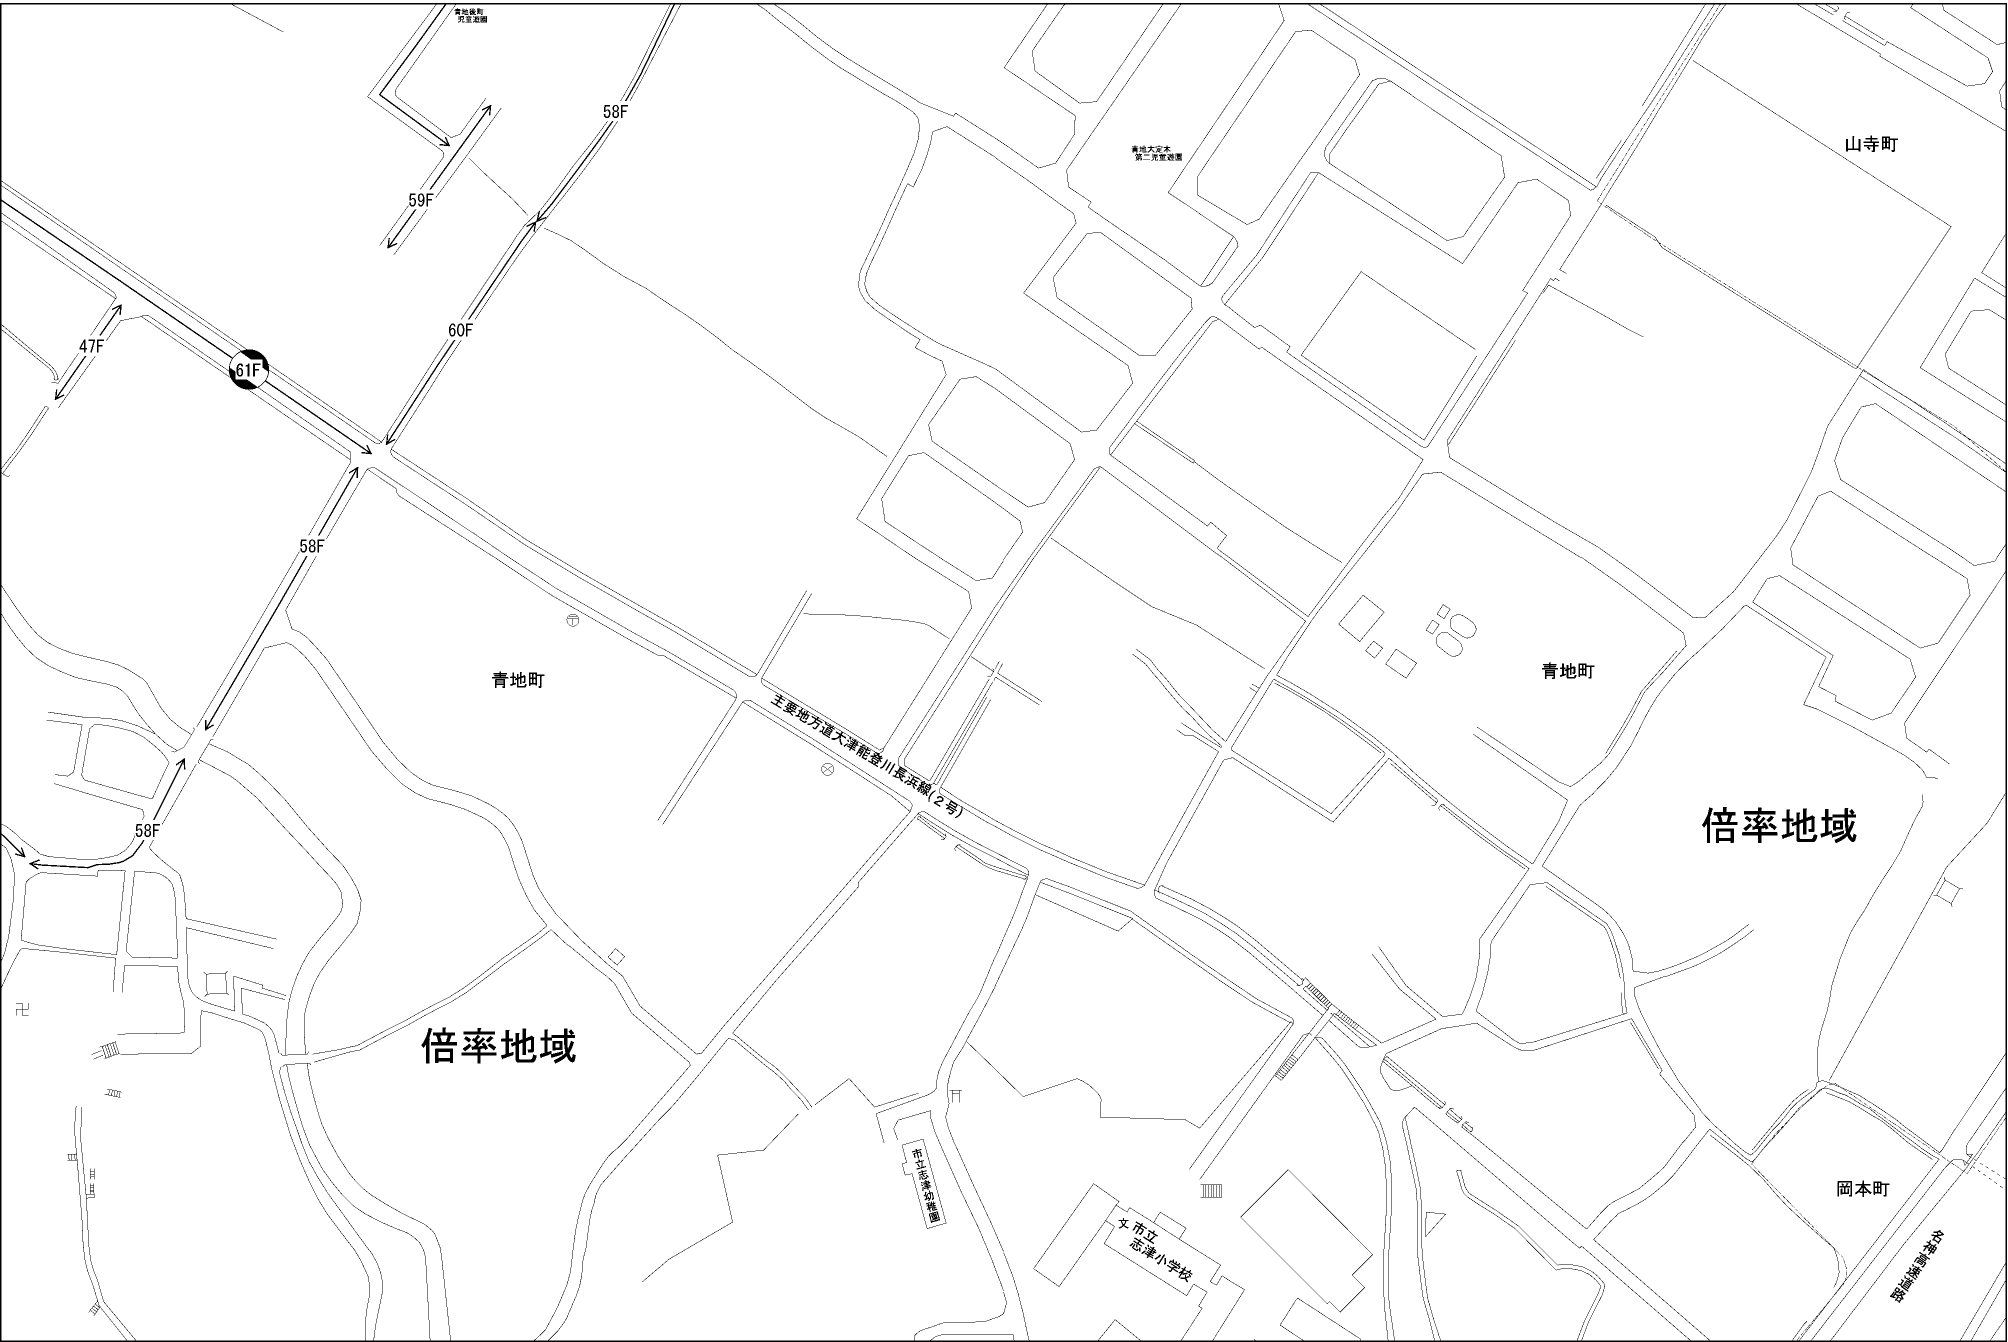 青地後町
児童遊園
58F
青地大定木
第二児童遊園
山寺町
59F
60F
47F
61F
58F
青地町
青地町
主要地方道大津能登川長浜線(2号)
倍率地域
58F
倍率地域
市立志津幼稚園
岡本町
市立
志津小学校
名神高速道路